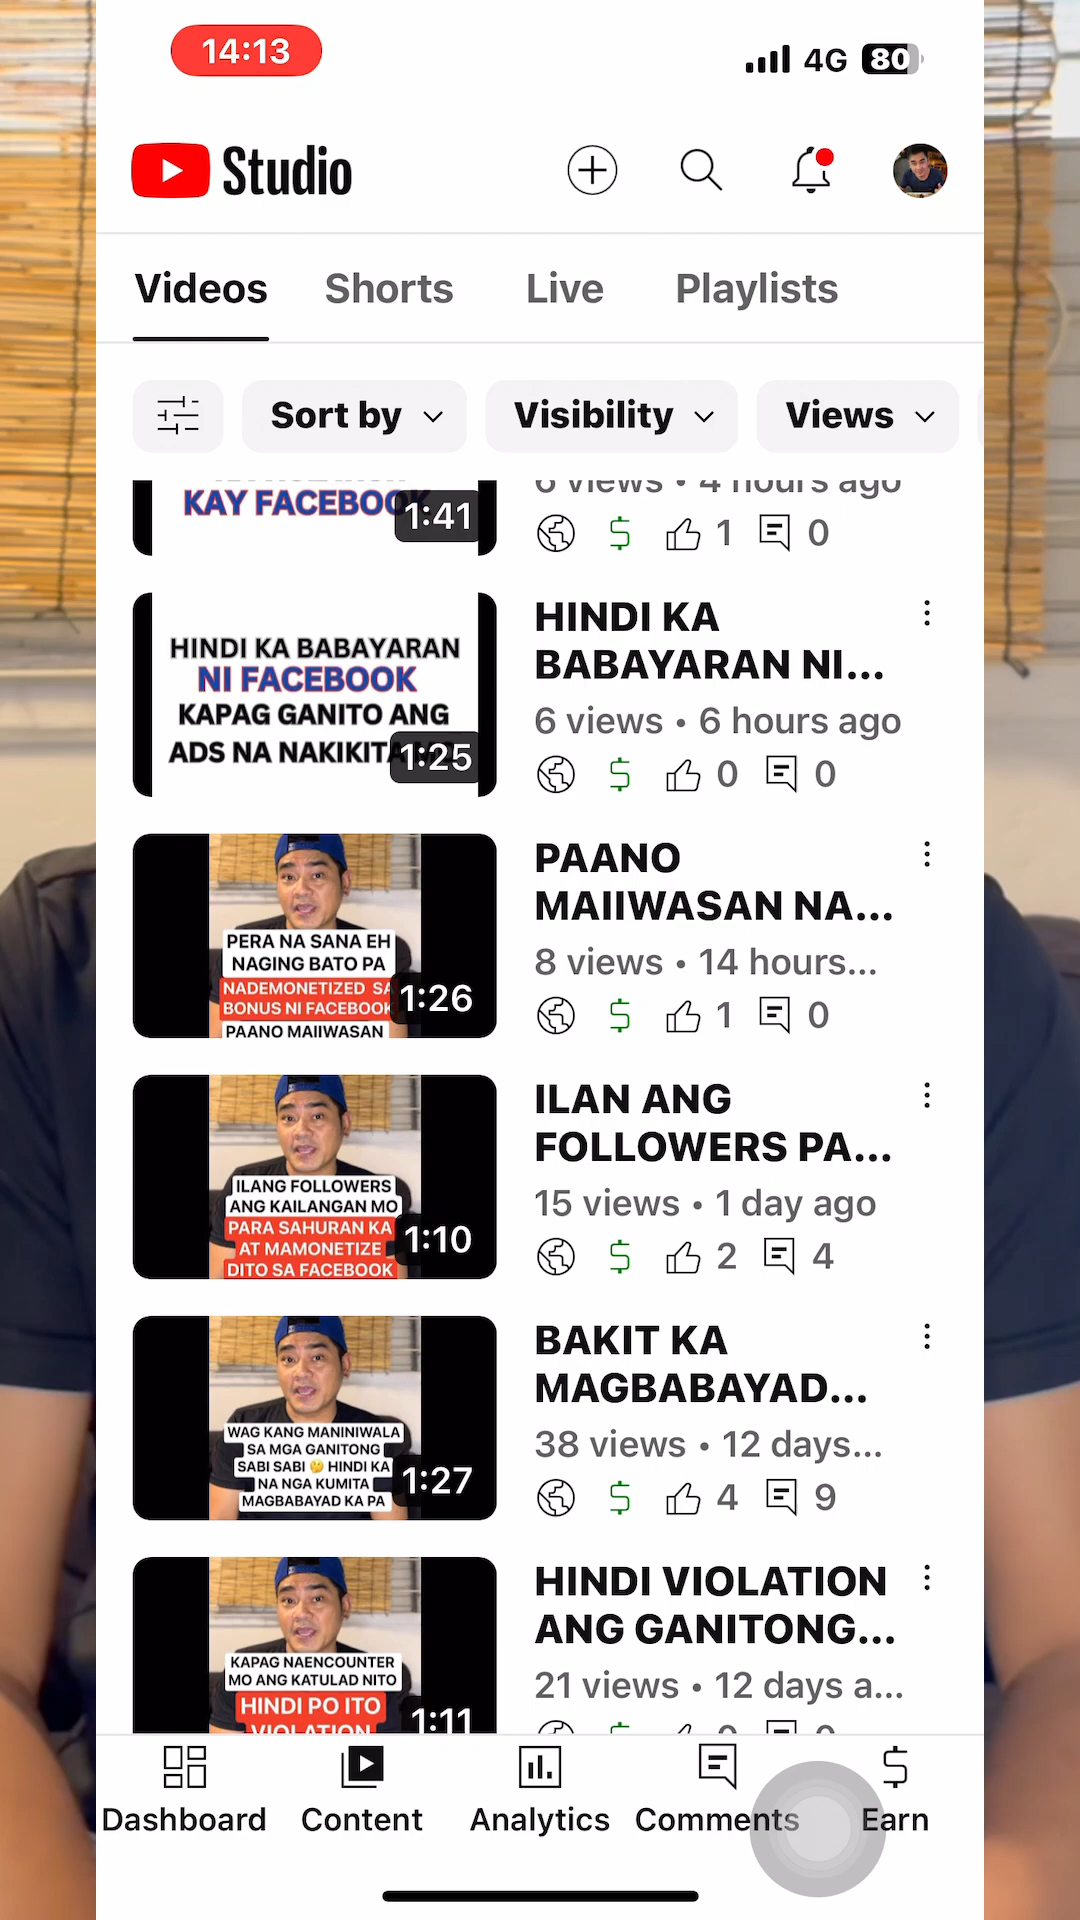 14:13
4G 80
Studio
Videos Shorts Live Playlists
Sort by Visibility Views
KAY FACEBOOK
1:41
6 views • 4 hours ago
1 0
HINDI KA BABAYARAN
NI FACEBOOK
KAPAG GANITO ANG
ADS NA NAKIKITA
1:25
HINDI KA
BABAYARAN NI...
6 views • 6 hours ago
0 0
PERA NA SANA EH
NAGING BATO PA
NADEMONETIZED SA
BONUS NI FACEBOOK
PAANO MAIIWASAN
1:26
PAANO
MAIIWASAN NA...
8 views • 14 hours...
1 0
ILANG FOLLOWERS
ANG KAILANGAN MO
PARA SAHURAN KA
AT MAMONETIZE
DITO SA FACEBOOK
1:10
ILAN ANG
FOLLOWERS PA...
15 views • 1 day ago
2 4
WAG KANG MANINIWALA
SA MGA GANITONG
SABI SABI 🤔 HINDI KA
NA NGA KUMITA
MAGBABAYAD KA PA
1:27
BAKIT KA
MAGBABAYAD...
38 views • 12 days...
4 9
KAPAG NAENCOUNTER
MO ANG KATULAD NITO
HINDI PO ITO
VIOLATION
1:11
HINDI VIOLATION
ANG GANITONG...
21 views • 12 days a...
Dashboard Content Analytics Comments Earn